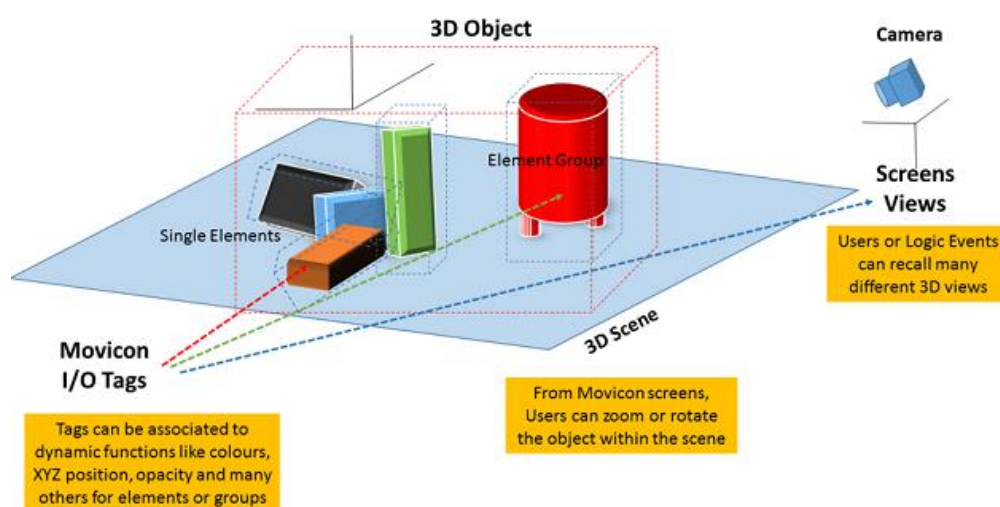 3D Object
Camera
Element Group
Screens
Views
Single Elements
Users or Logic Events
can recall many
different 3D views
3D Scene
Movicon
I/O Tags
From Movicon screens,
Users can zoom or rotate
the object within the scene
Tags can be associated to
dynamic functions like colours,
XYZ position, opacity and many
others for elements or groups